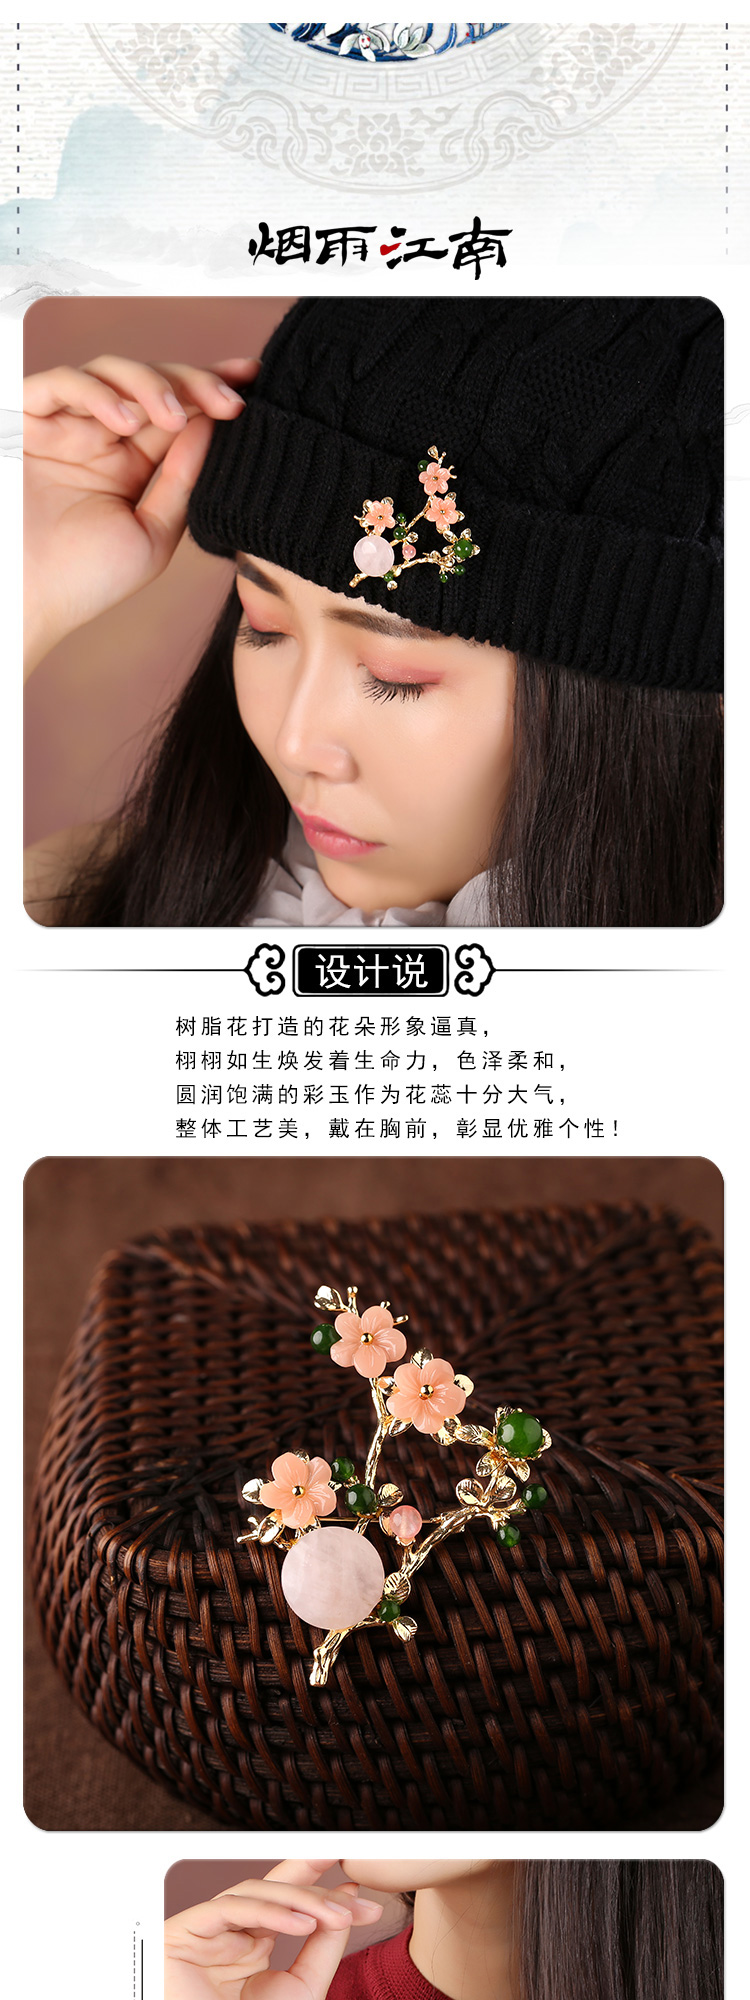 烟雨江南
设计说
树脂花打造的花朵形象逼真，
栩栩如生焕发着生命力，色泽柔和，
圆润饱满的彩玉作为花蕊十分大气，
整体工艺美，戴在胸前，彰显优雅个性！